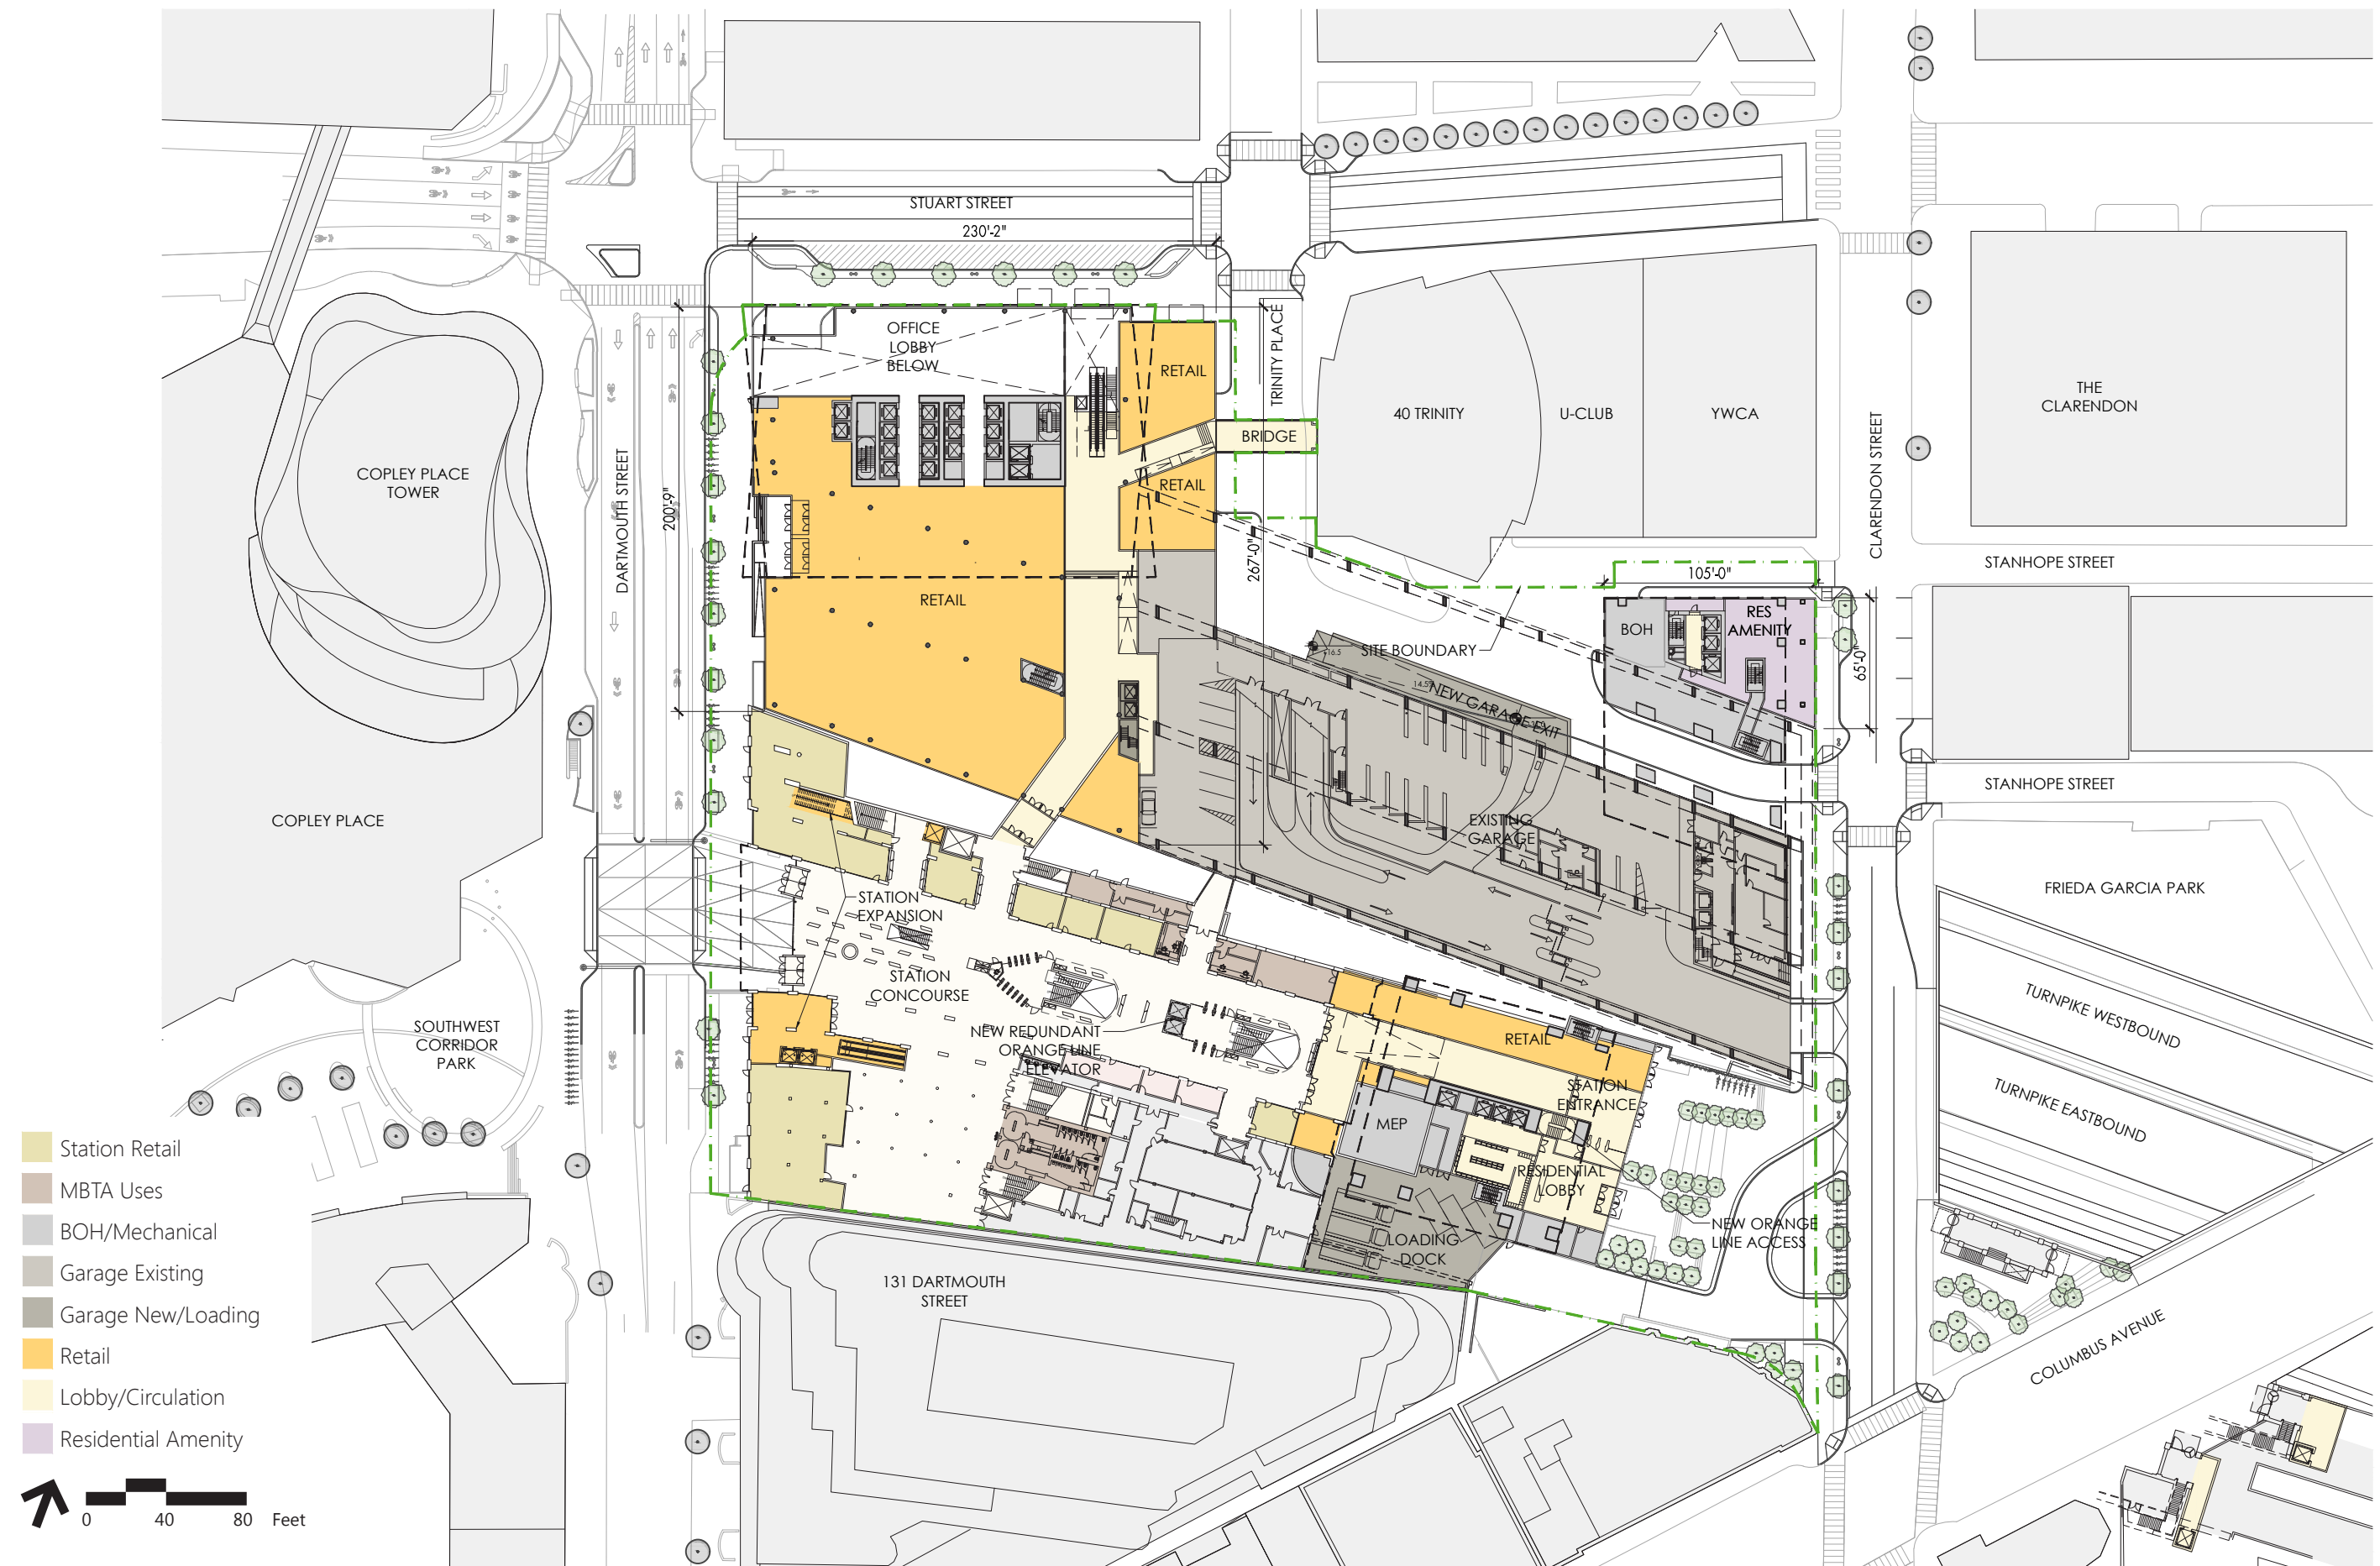 STUART STREET
230'-2"
OFFICE
LOBBY
BELOW
TRINITY PLACE
RETAIL
BRIDGE
RETAIL
40 TRINITY
U-CLUB
YWCA
THE
CLARENDON
CLARENDON STREET
COPLEY PLACE
TOWER
DARTMOUTH STREET
200'-9"
267'-0"
STANHOPE STREET
105'-0"
RETAIL
BOH
RES
AMENITY
65'-0"
SITE BOUNDARY
16.5
14.5
NEW GARAGE EXIT
STANHOPE STREET
COPLEY PLACE
EXISTING
GARAGE
FRIEDA GARCIA PARK
STATION
EXPANSION
STATION
CONCOURSE
TURNPIKE WESTBOUND
SOUTHWEST
CORRIDOR
PARK
NEW REDUNDANT
ORANGE LINE
ELEVATOR
RETAIL
STATION
ENTRANCE
TURNPIKE EASTBOUND
MEP
RESIDENTIAL
LOBBY
NEW ORANGE
LINE ACCESS
LOADING
DOCK
131 DARTMOUTH
STREET
COLUMBUS AVENUE
Station Retail
MBTA Uses
BOH/Mechanical
Garage Existing
Garage New/Loading
Retail
Lobby/Circulation
Residential Amenity
0 40 80 Feet